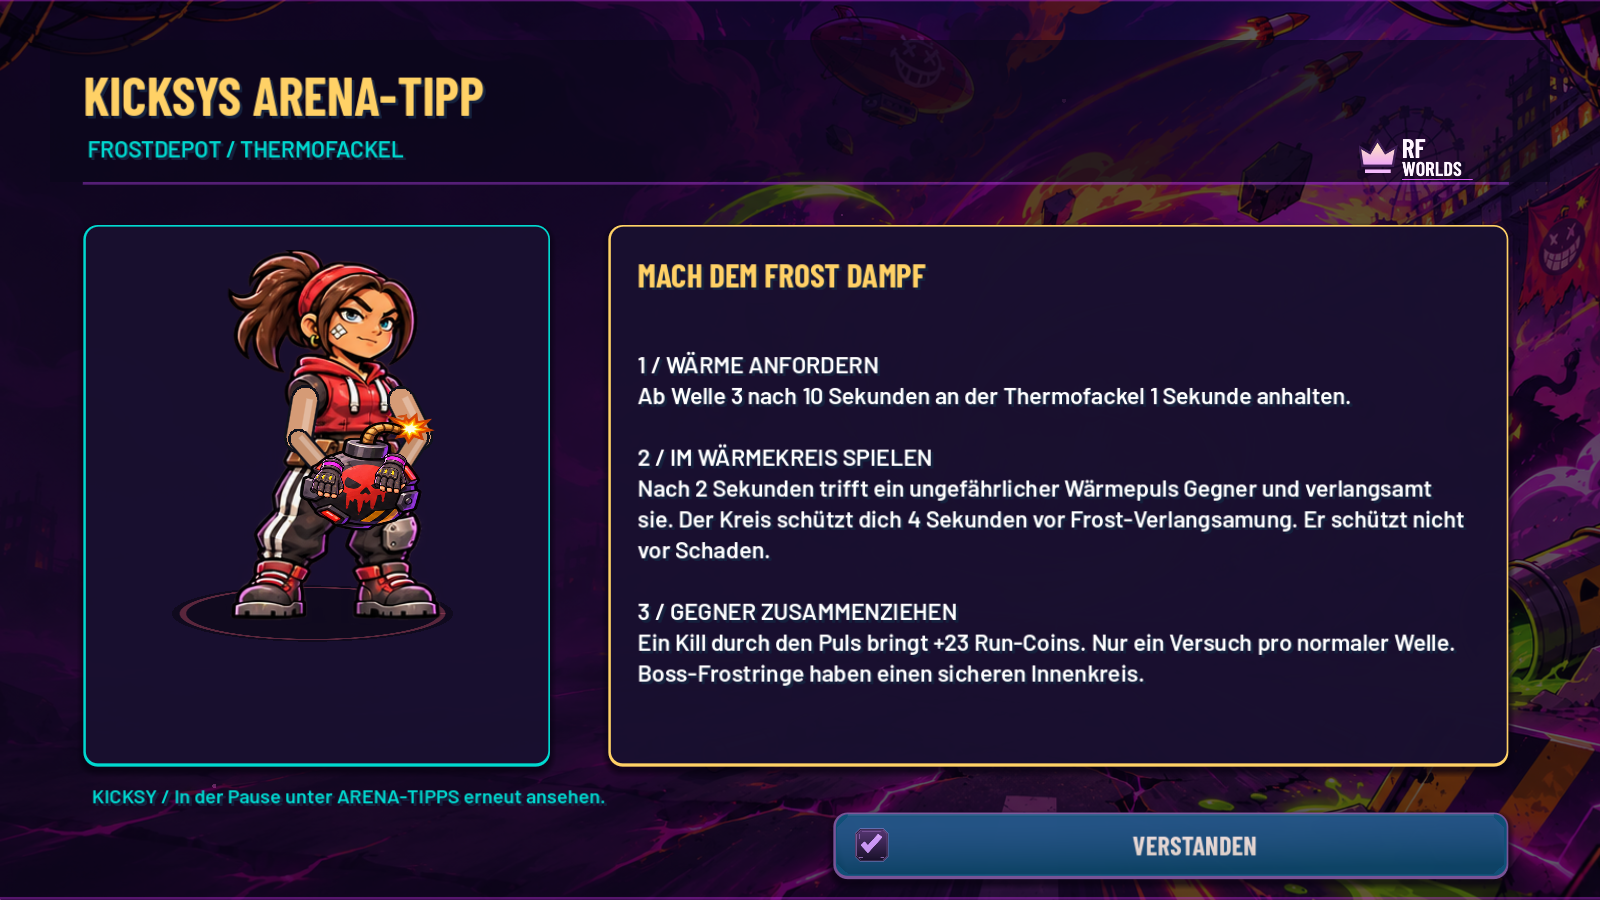 KICKSYS ARENA-TIPP
FROSTDEPOT / THERMOFACKEL
RF
WORLDS
MACH DEM FROST DAMPF
1 / WÄRME ANFORDERN
Ab Welle 3 nach 10 Sekunden an der Thermofackel 1 Sekunde anhalten.
2 / IM WÄRMEKREIS SPIELEN
Nach 2 Sekunden trifft ein ungefährlicher Wärmepuls Gegner und verlangsamt
sie. Der Kreis schützt dich 4 Sekunden vor Frost-Verlangsamung. Er schützt nicht
vor Schaden.
3 / GEGNER ZUSAMMENZIEHEN
Ein Kill durch den Puls bringt +23 Run-Coins. Nur ein Versuch pro normaler Welle.
Boss-Frostringe haben einen sicheren Innenkreis.
KICKSY / In der Pause unter ARENA-TIPPS erneut ansehen.
VERSTANDEN